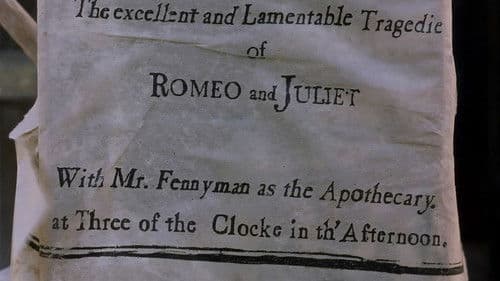 The excellent and Lamentable Tragedie
of
ROMEO and JULIET
With Mr. Fennyman as the Apothecary.
at Three of the Clocke in th'Afternoon.